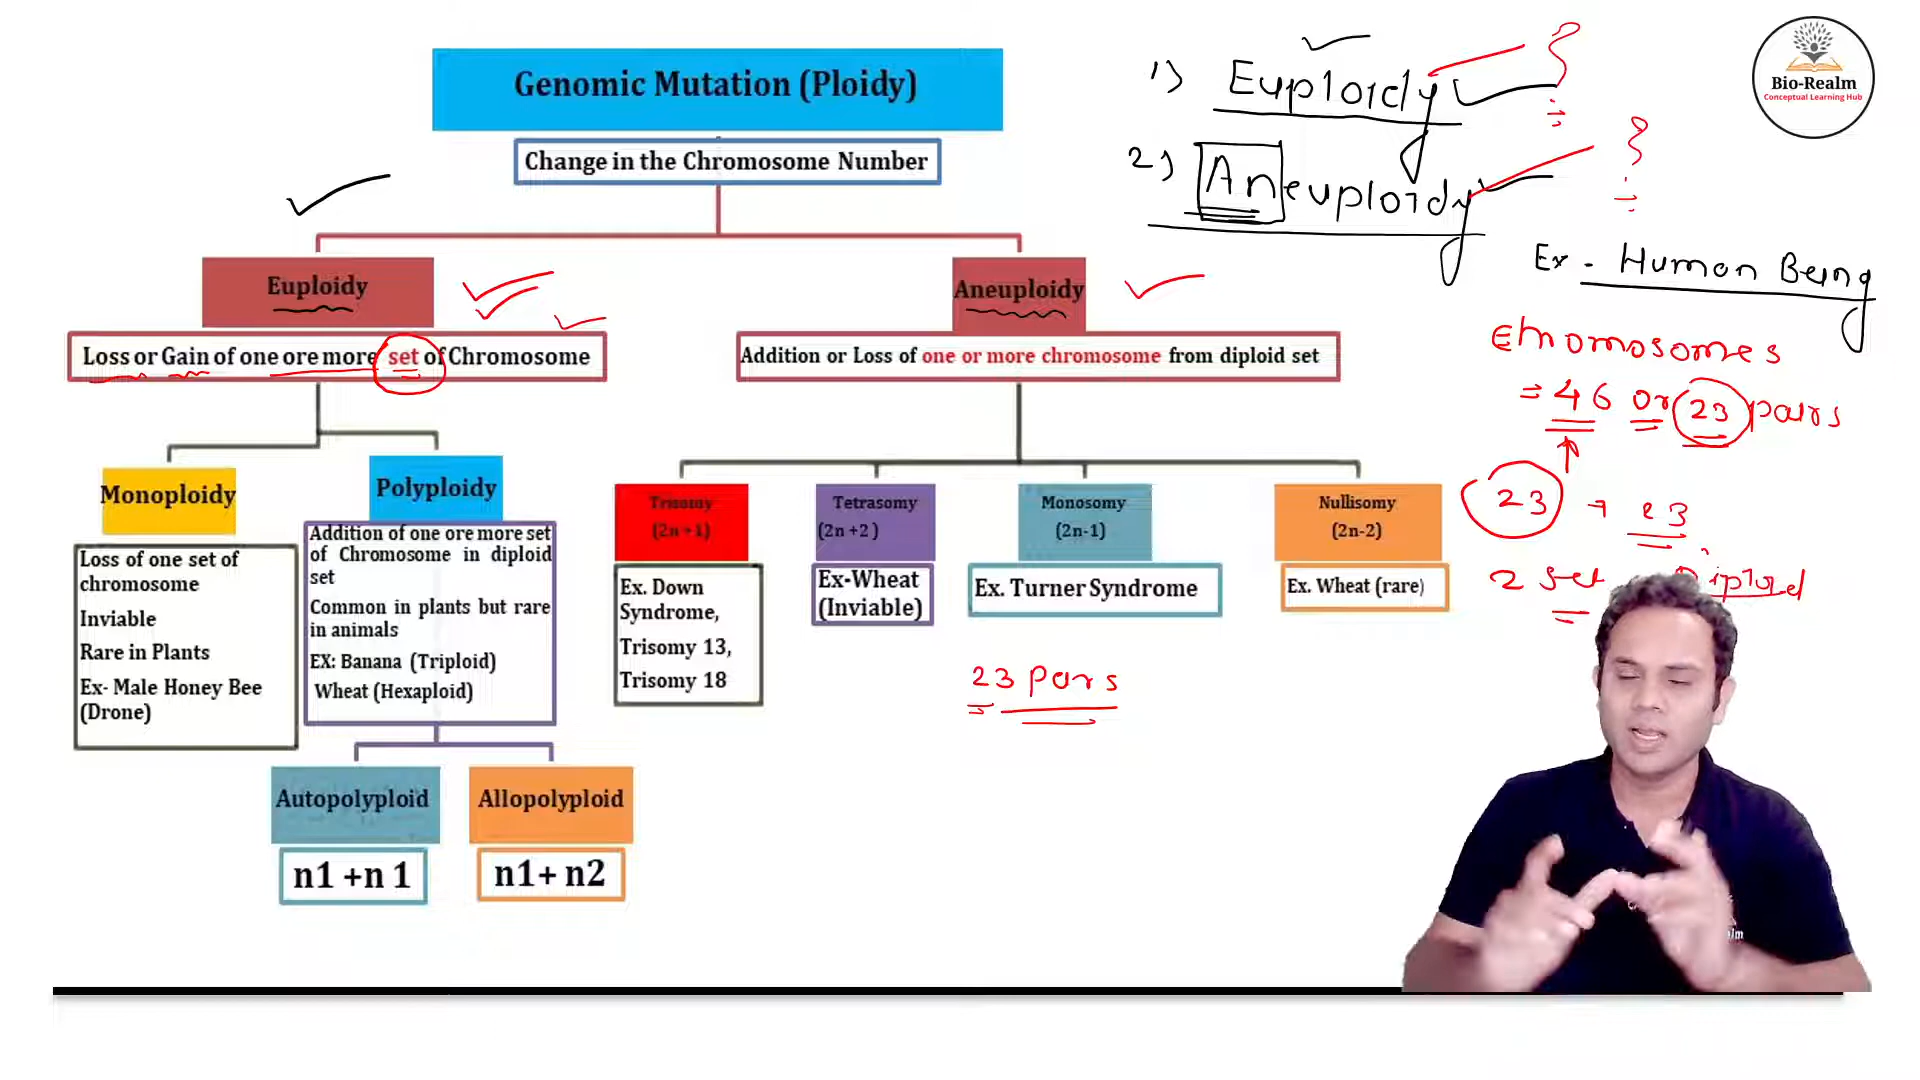 Genomic Mutation (Ploidy)
Change in the Chromosome Number
Euploidy
Loss or Gain of one ore more set of Chromosome
Monoploidy
Loss of one set of
chromosome
Inviable
Rare in Plants
Ex- Male Honey Bee
(Drone)
Polyploidy
Addition of one ore more set
of Chromosome in diploid
set
Common in plants but rare
in animals
EX: Banana (Triploid)
Wheat (Hexaploid)
Autopolyploid
n1 +n 1
Allopolyploid
n1+ n2
Aneuploidy
Addition or Loss of one or more chromosome from diploid set
Trisomy
(2n +1)
Ex. Down
Syndrome,
Trisomy 13,
Trisomy 18
Tetrasomy
(2n +2 )
Ex-Wheat
(Inviable)
Monosomy
(2n-1)
Ex. Turner Syndrome
Nullisomy
(2n-2)
Ex. Wheat (rare)
23 Pars
1) Euploidy
2) Aneuploidy
Ex - Human Being
Chromosomes
= 46 or 23 pairs
23 + 23
2 set
Bio-Realm
Conceptual Learning Hub